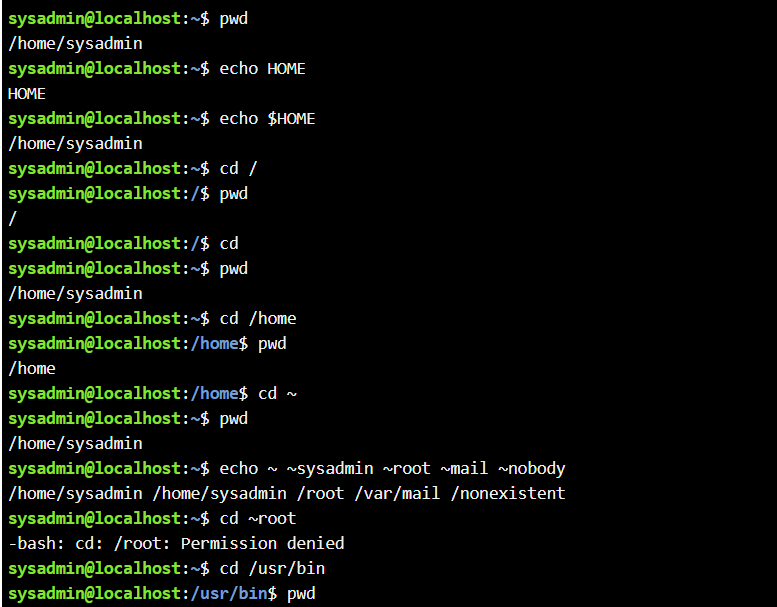 sysadmin@localhost:~$ pwd
/home/sysadmin
sysadmin@localhost:~$ echo HOME
HOME
sysadmin@localhost:~$ echo $HOME
/home/sysadmin
sysadmin@localhost:~$ cd /
sysadmin@localhost:/$ pwd
/
sysadmin@localhost:/$ cd
sysadmin@localhost:~$ pwd
/home/sysadmin
sysadmin@localhost:~$ cd /home
sysadmin@localhost:/home$ pwd
/home
sysadmin@localhost:/home$ cd ~
sysadmin@localhost:~$ pwd
/home/sysadmin
sysadmin@localhost:~$ echo ~ ~sysadmin ~root ~mail ~nobody
/home/sysadmin /home/sysadmin /root /var/mail /nonexistent
sysadmin@localhost:~$ cd ~root
-bash: cd: /root: Permission denied
sysadmin@localhost:~$ cd /usr/bin
sysadmin@localhost:/usr/bin$ pwd